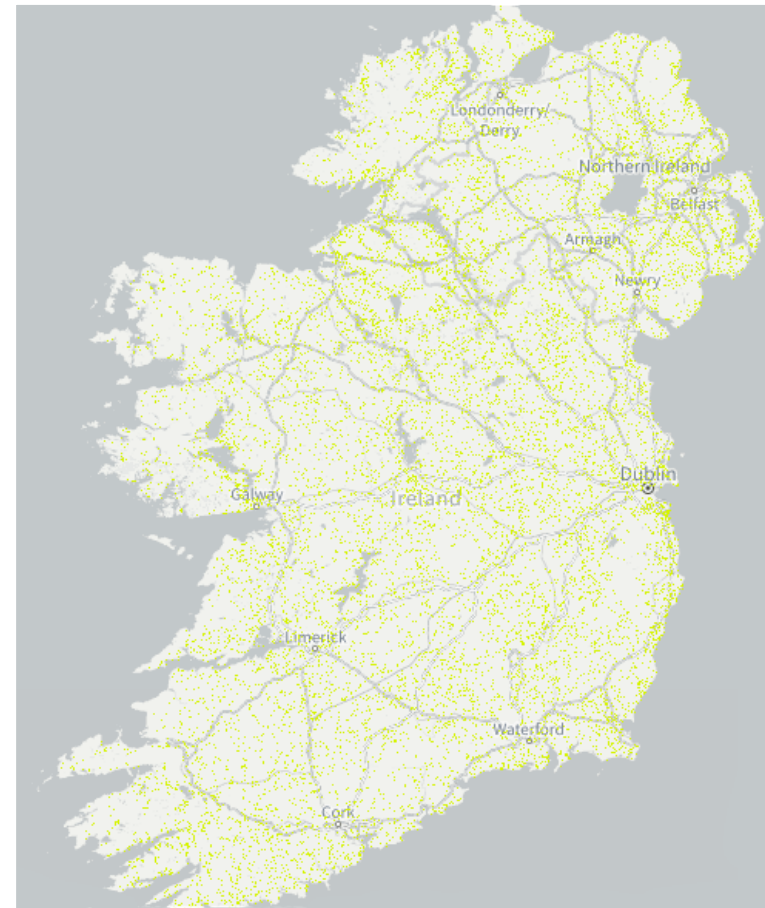 Londonderry/
Derry
Northern Ireland
Belfast
Armagh
Newry
Dublin
Galway
Ireland
Limerick
Waterford
Cork